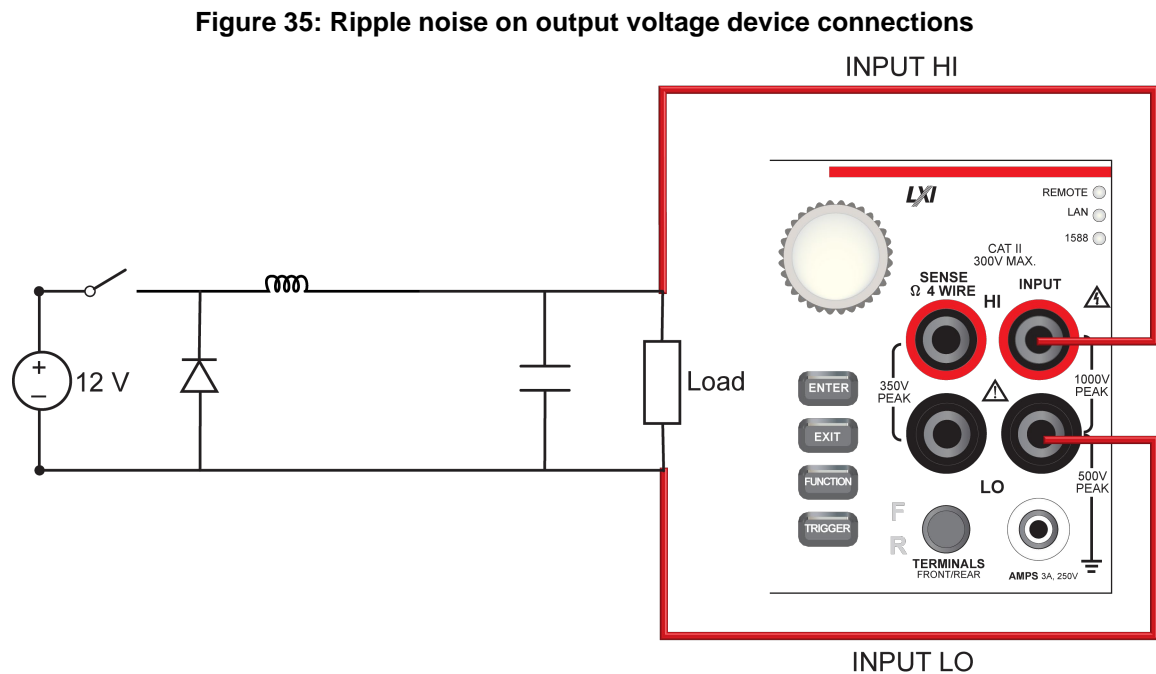 Figure 35: Ripple noise on output voltage device connections
INPUT HI
LXI
REMOTE
LAN
1588
CAT II
300V MAX.
SENSE
Ω 4 WIRE
HI
INPUT
+
12 V
−
Load
350V
PEAK
1000V
PEAK
ENTER
EXIT
FUNCTION
TRIGGER
LO
500V
PEAK
F
R
TERMINALS
FRONT/REAR
AMPS 3A, 250V
INPUT LO